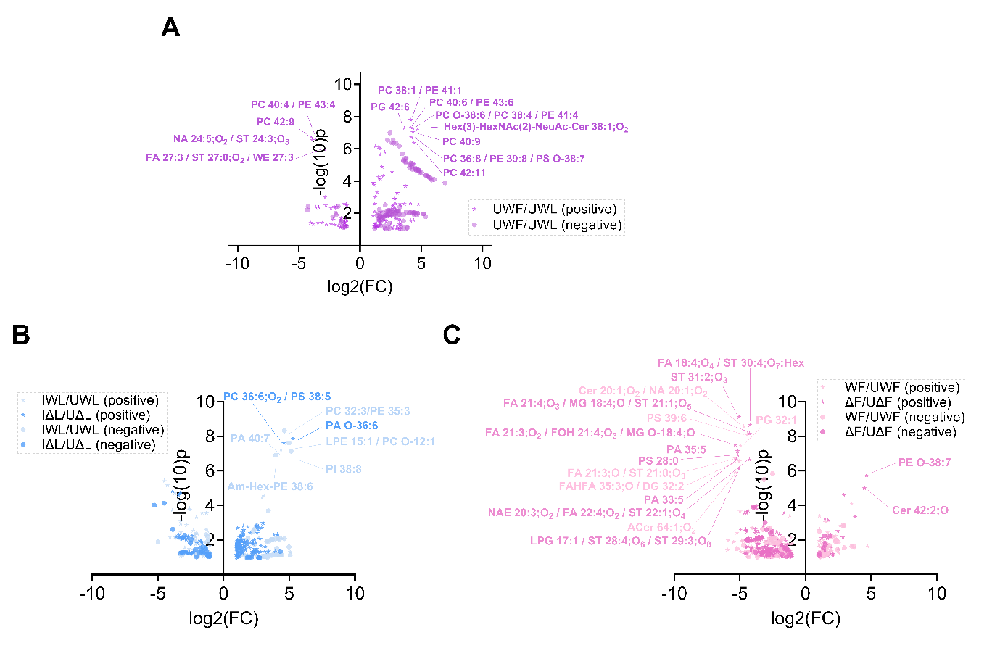 A
10
8
6
4
2
-log(10)p
-10
-5
0
5
10
log2(FC)
PC 40:4 / PE 43:4
PC 42:9
NA 24:5;O2 / ST 24:3;O3
FA 27:3 / ST 27:0;O2 / WE 27:3
PC 38:1 / PE 41:1
PG 42:6
PC 40:6 / PE 43:6
PC O-38:6 / PC 38:4 / PE 41:4
Hex(3)-HexNAc(2)-NeuAc-Cer 38:1;O2
PC 40:9
PC 36:8 / PE 39:8 / PS O-38:7
PC 42:11
UWF/UWL (positive)
UWF/UWL (negative)
B
IWL/UWL (positive)
IΔL/UΔL (positive)
IWL/UWL (negative)
IΔL/UΔL (negative)
PC 36:6;O2 / PS 38:5
PC 32:3/PE 35:3
PA O-36:6
PA 40:7
LPE 15:1 / PC O-12:1
PI 38:8
Am-Hex-PE 38:6
10
8
6
4
2
-log(10)p
-10
-5
0
5
10
log2(FC)
C
FA 18:4;O4 / ST 30:4;O7;Hex
ST 31:2;O3
Cer 20:1;O2 / NA 20:1;O2
FA 21:4;O3 / MG 18:4;O / ST 21:1;O5
PS 39:6
PG 32:1
FA 21:3;O2 / FOH 21:4;O3 / MG O-18:4;O
PA 35:5
PS 28:0
FA 21:3;O / ST 21:0;O3
FAHFA 35:3;O / DG 32:2
PA 33:5
NAE 20:3;O2 / FA 22:4;O2 / ST 22:1;O4
ACer 64:1;O2
LPG 17:1 / ST 28:4;O6 / ST 29:3;O8
IWF/UWF (positive)
IΔF/UΔF (positive)
IWF/UWF (negative)
IΔF/UΔF (negative)
PE O-38:7
Cer 42:2;O
10
8
6
4
2
-log(10)p
-10
-5
0
5
10
log2(FC)